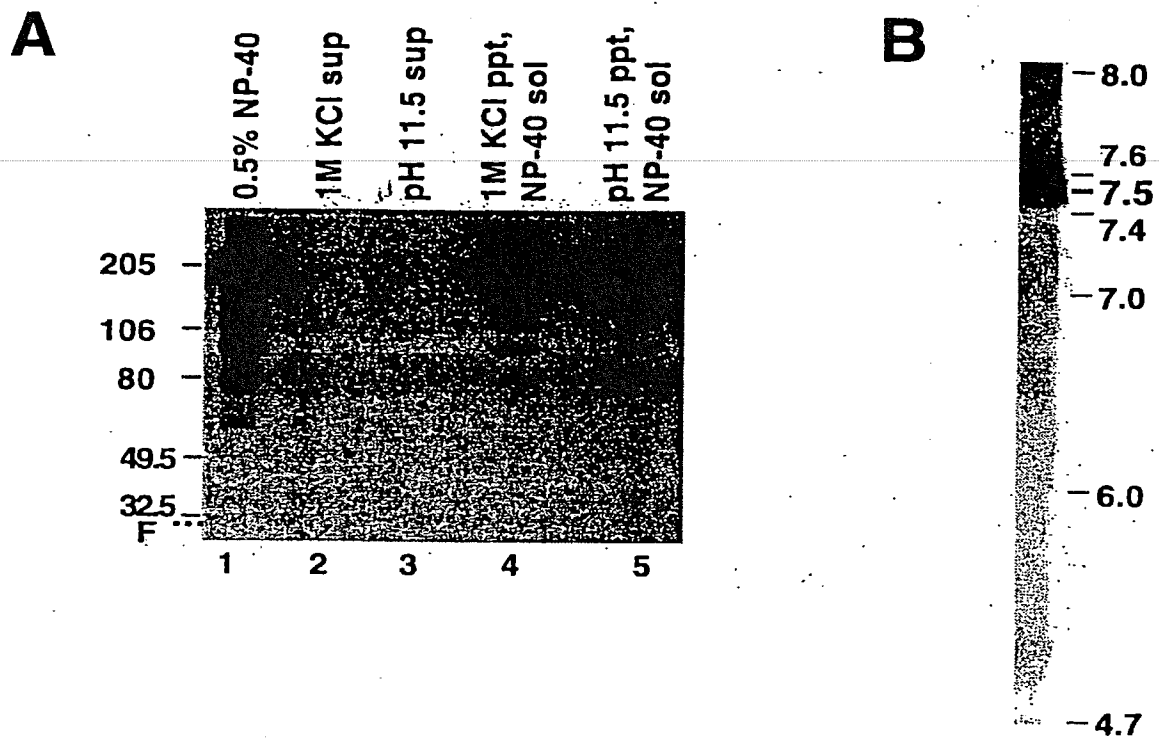 A
0.5% NP-40
1M KCl sup
pH 11.5 sup
1M KCl ppt,
NP-40 sol
pH 11.5 ppt,
NP-40 sol
205
106
80
49.5
32.5
F
1 2 3 4 5
B
8.0
7.6
7.5
7.4
7.0
6.0
4.7